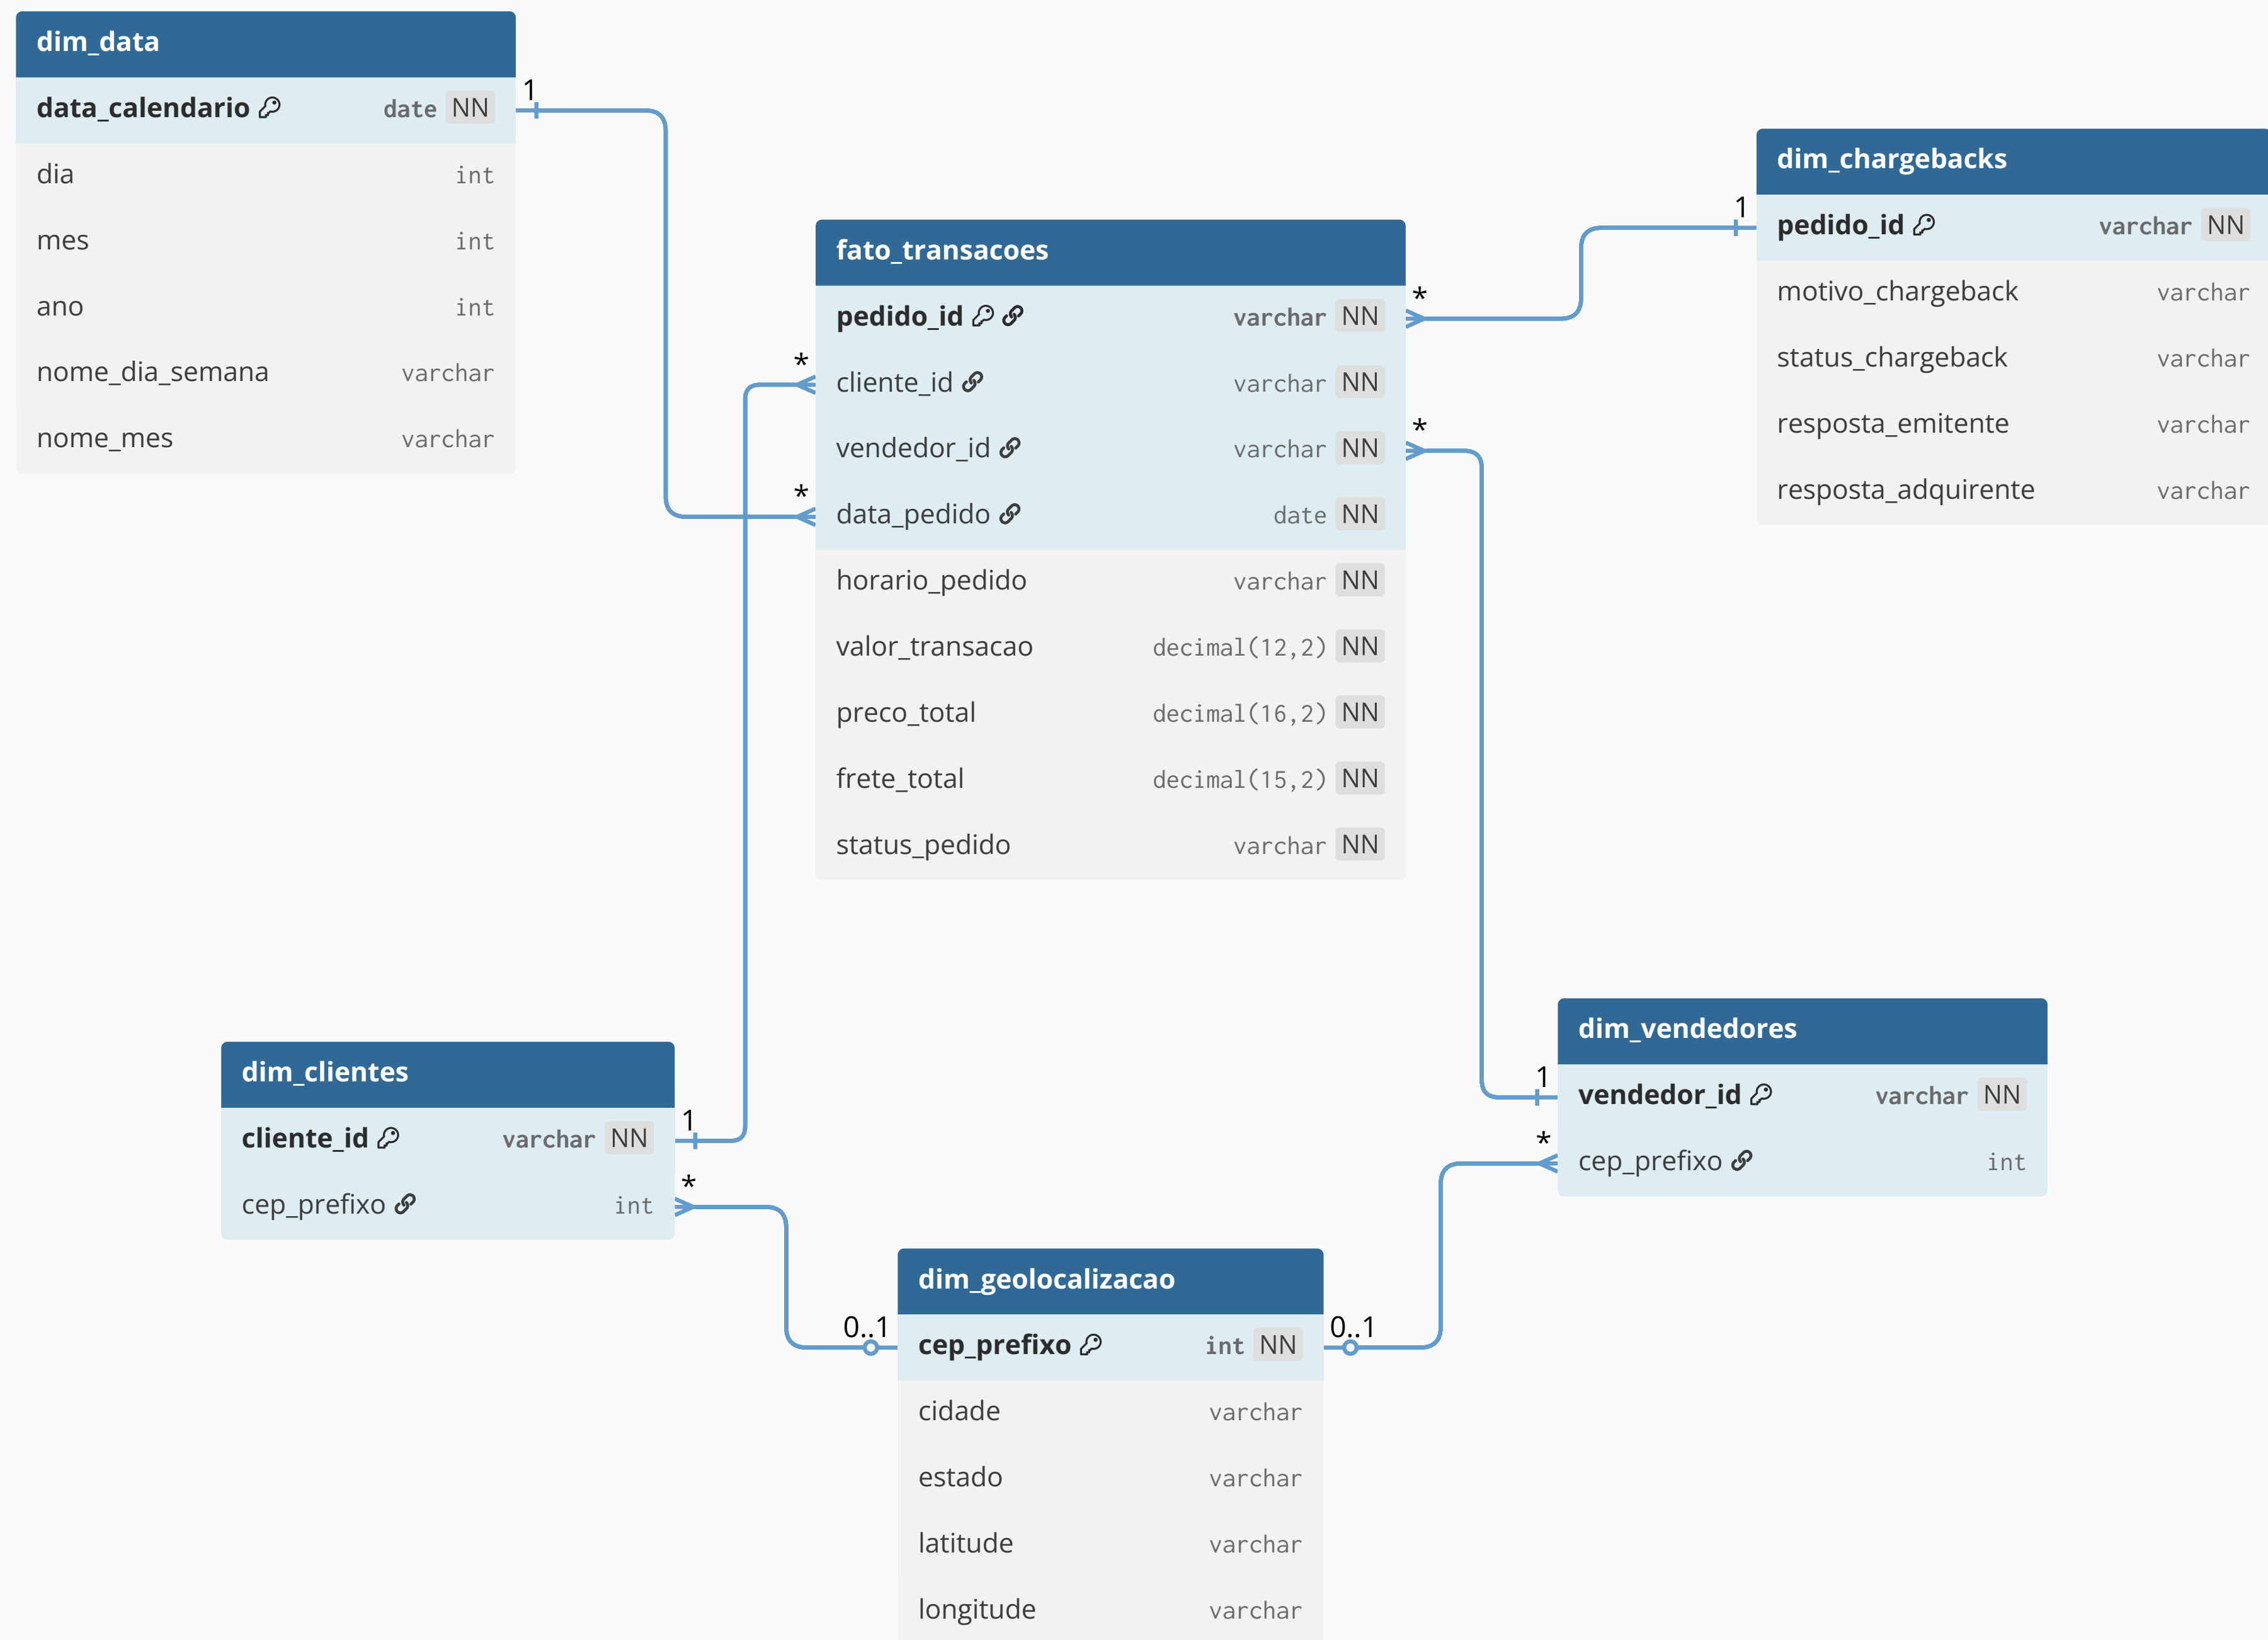 dim_data
data_calendario date NN
dia int
mes int
ano int
nome_dia_semana varchar
nome_mes varchar
1
*
fato_transacoes
pedido_id varchar NN
cliente_id varchar NN
vendedor_id varchar NN
data_pedido date NN
horario_pedido varchar NN
valor_transacao decimal(12,2) NN
preco_total decimal(16,2) NN
frete_total decimal(15,2) NN
status_pedido varchar NN
*
*
*
1
dim_chargebacks
pedido_id varchar NN
motivo_chargeback varchar
status_chargeback varchar
resposta_emitente varchar
resposta_adquirente varchar
dim_clientes
cliente_id varchar NN
cep_prefixo int
1
*
dim_vendedores
vendedor_id varchar NN
cep_prefixo int
1
*
dim_geolocalizacao
cep_prefixo int NN
cidade varchar
estado varchar
latitude varchar
longitude varchar
0..1
0..1